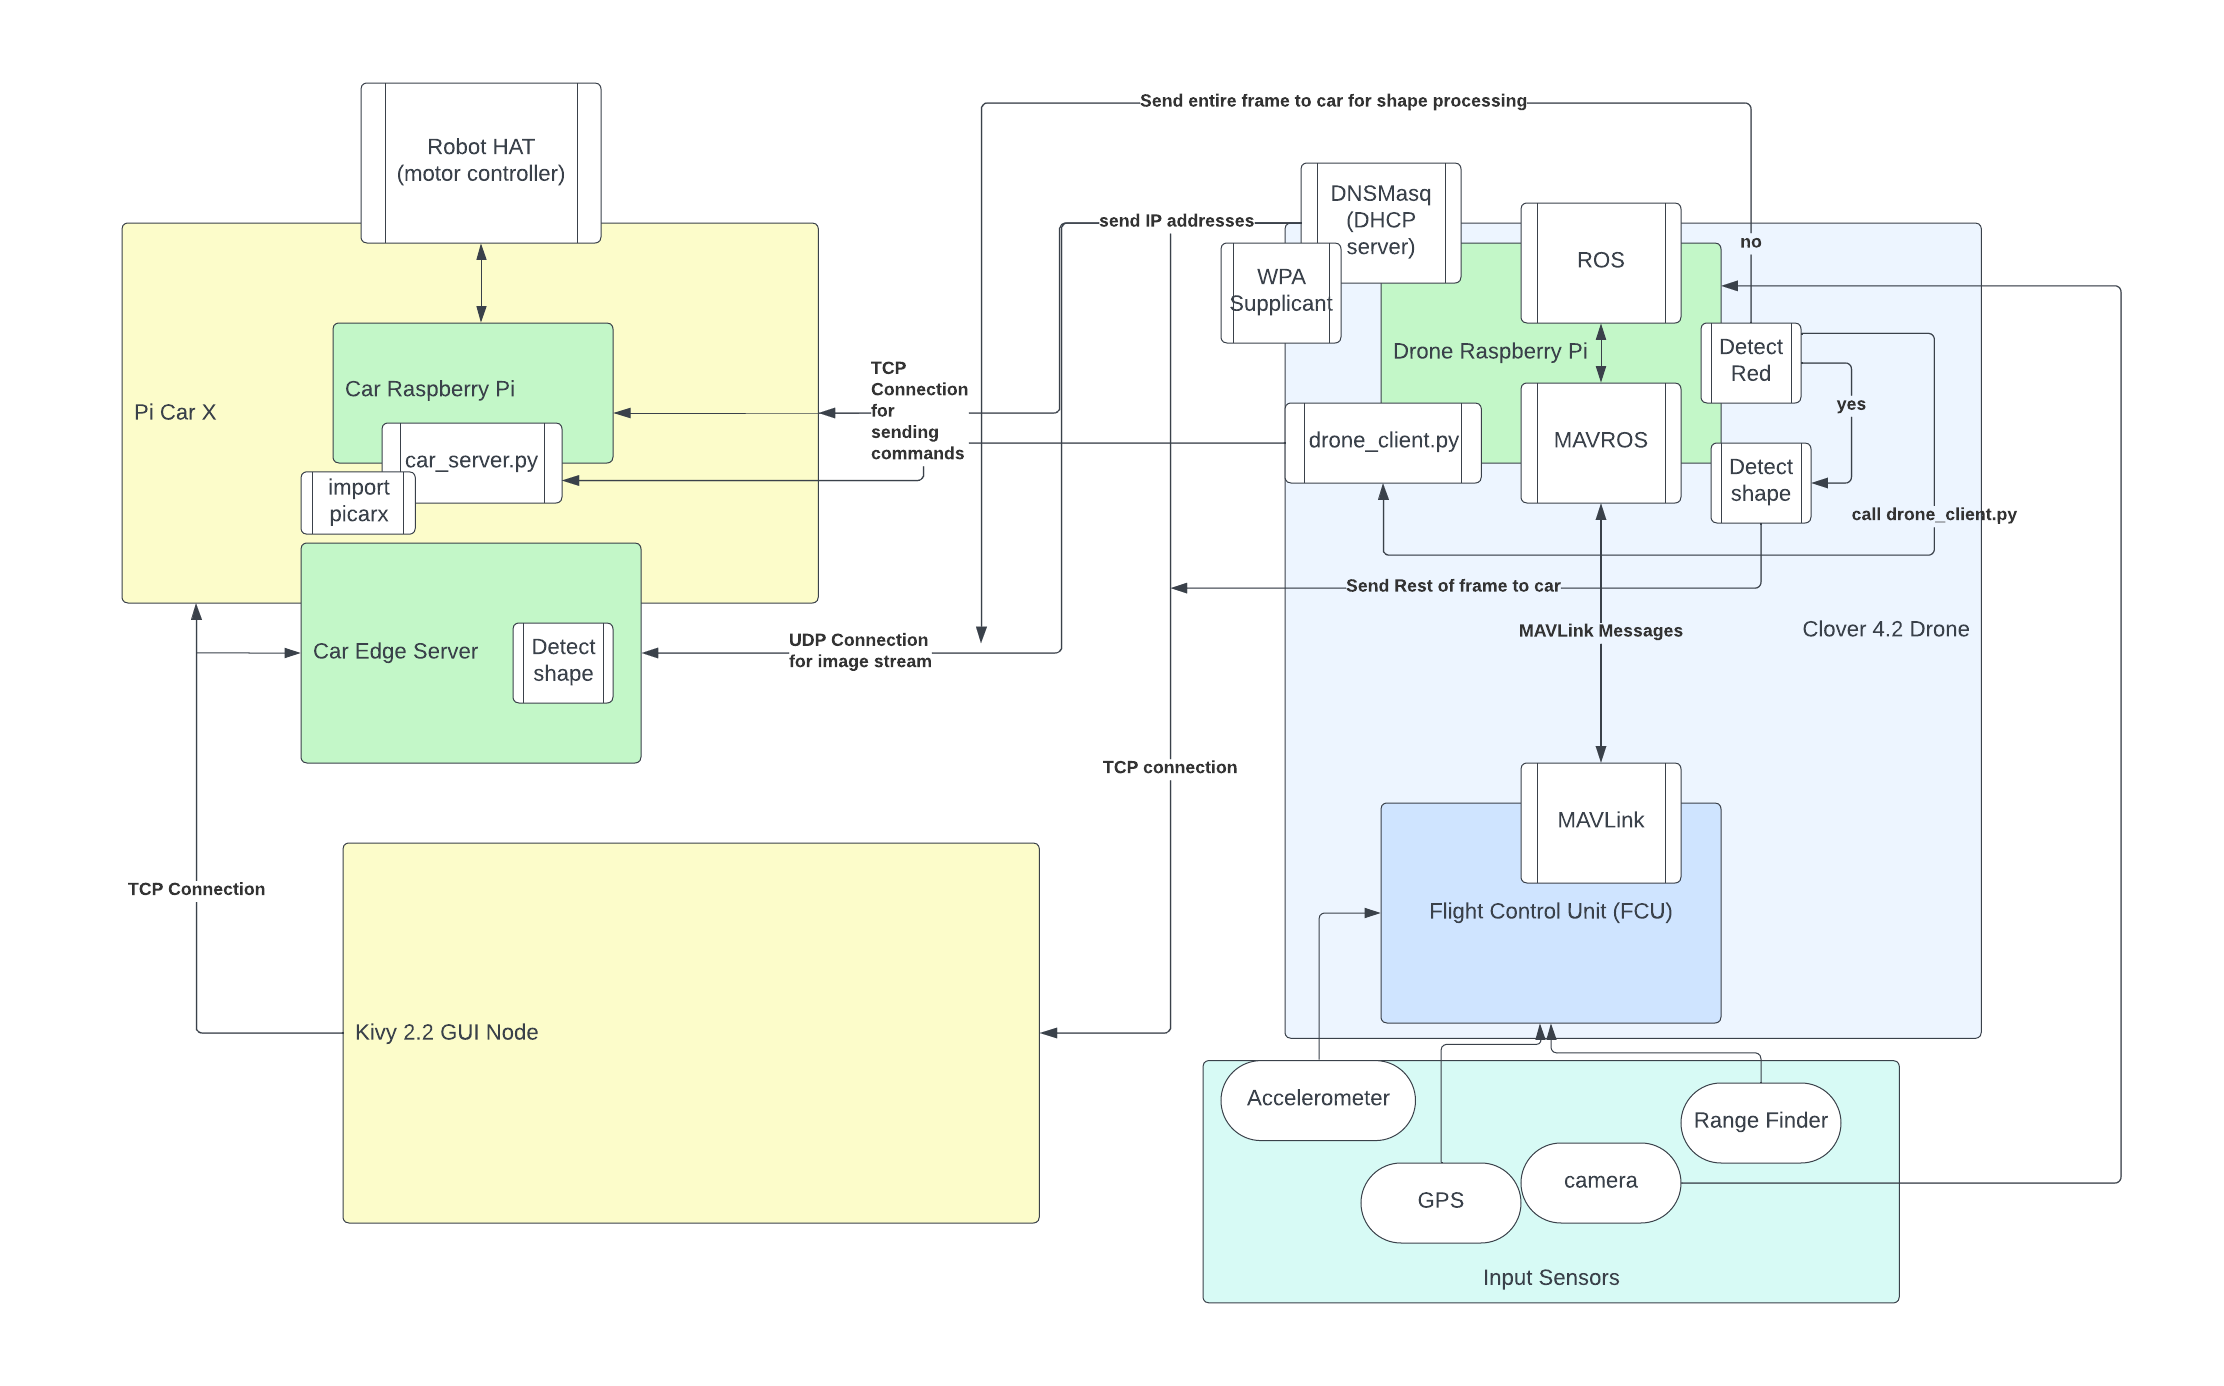 Send entire frame to car for shape processing
Robot HAT
(motor controller)
DNSMasq
(DHCP
server)
send IP addresses
no
ROS
WPA
Supplicant
Drone Raspberry Pi
Detect
Red
TCP
Connection
for
sending
commands
Car Raspberry Pi
Pi Car X
yes
drone_client.py
MAVROS
car_server.py
Detect
shape
import
picarx
call drone_client.py
Send Rest of frame to car
MAVLink Messages
Clover 4.2 Drone
Car Edge Server
Detect
shape
UDP Connection
for image stream
TCP connection
MAVLink
TCP Connection
Flight Control Unit (FCU)
Kivy 2.2 GUI Node
Accelerometer
Range Finder
camera
GPS
Input Sensors